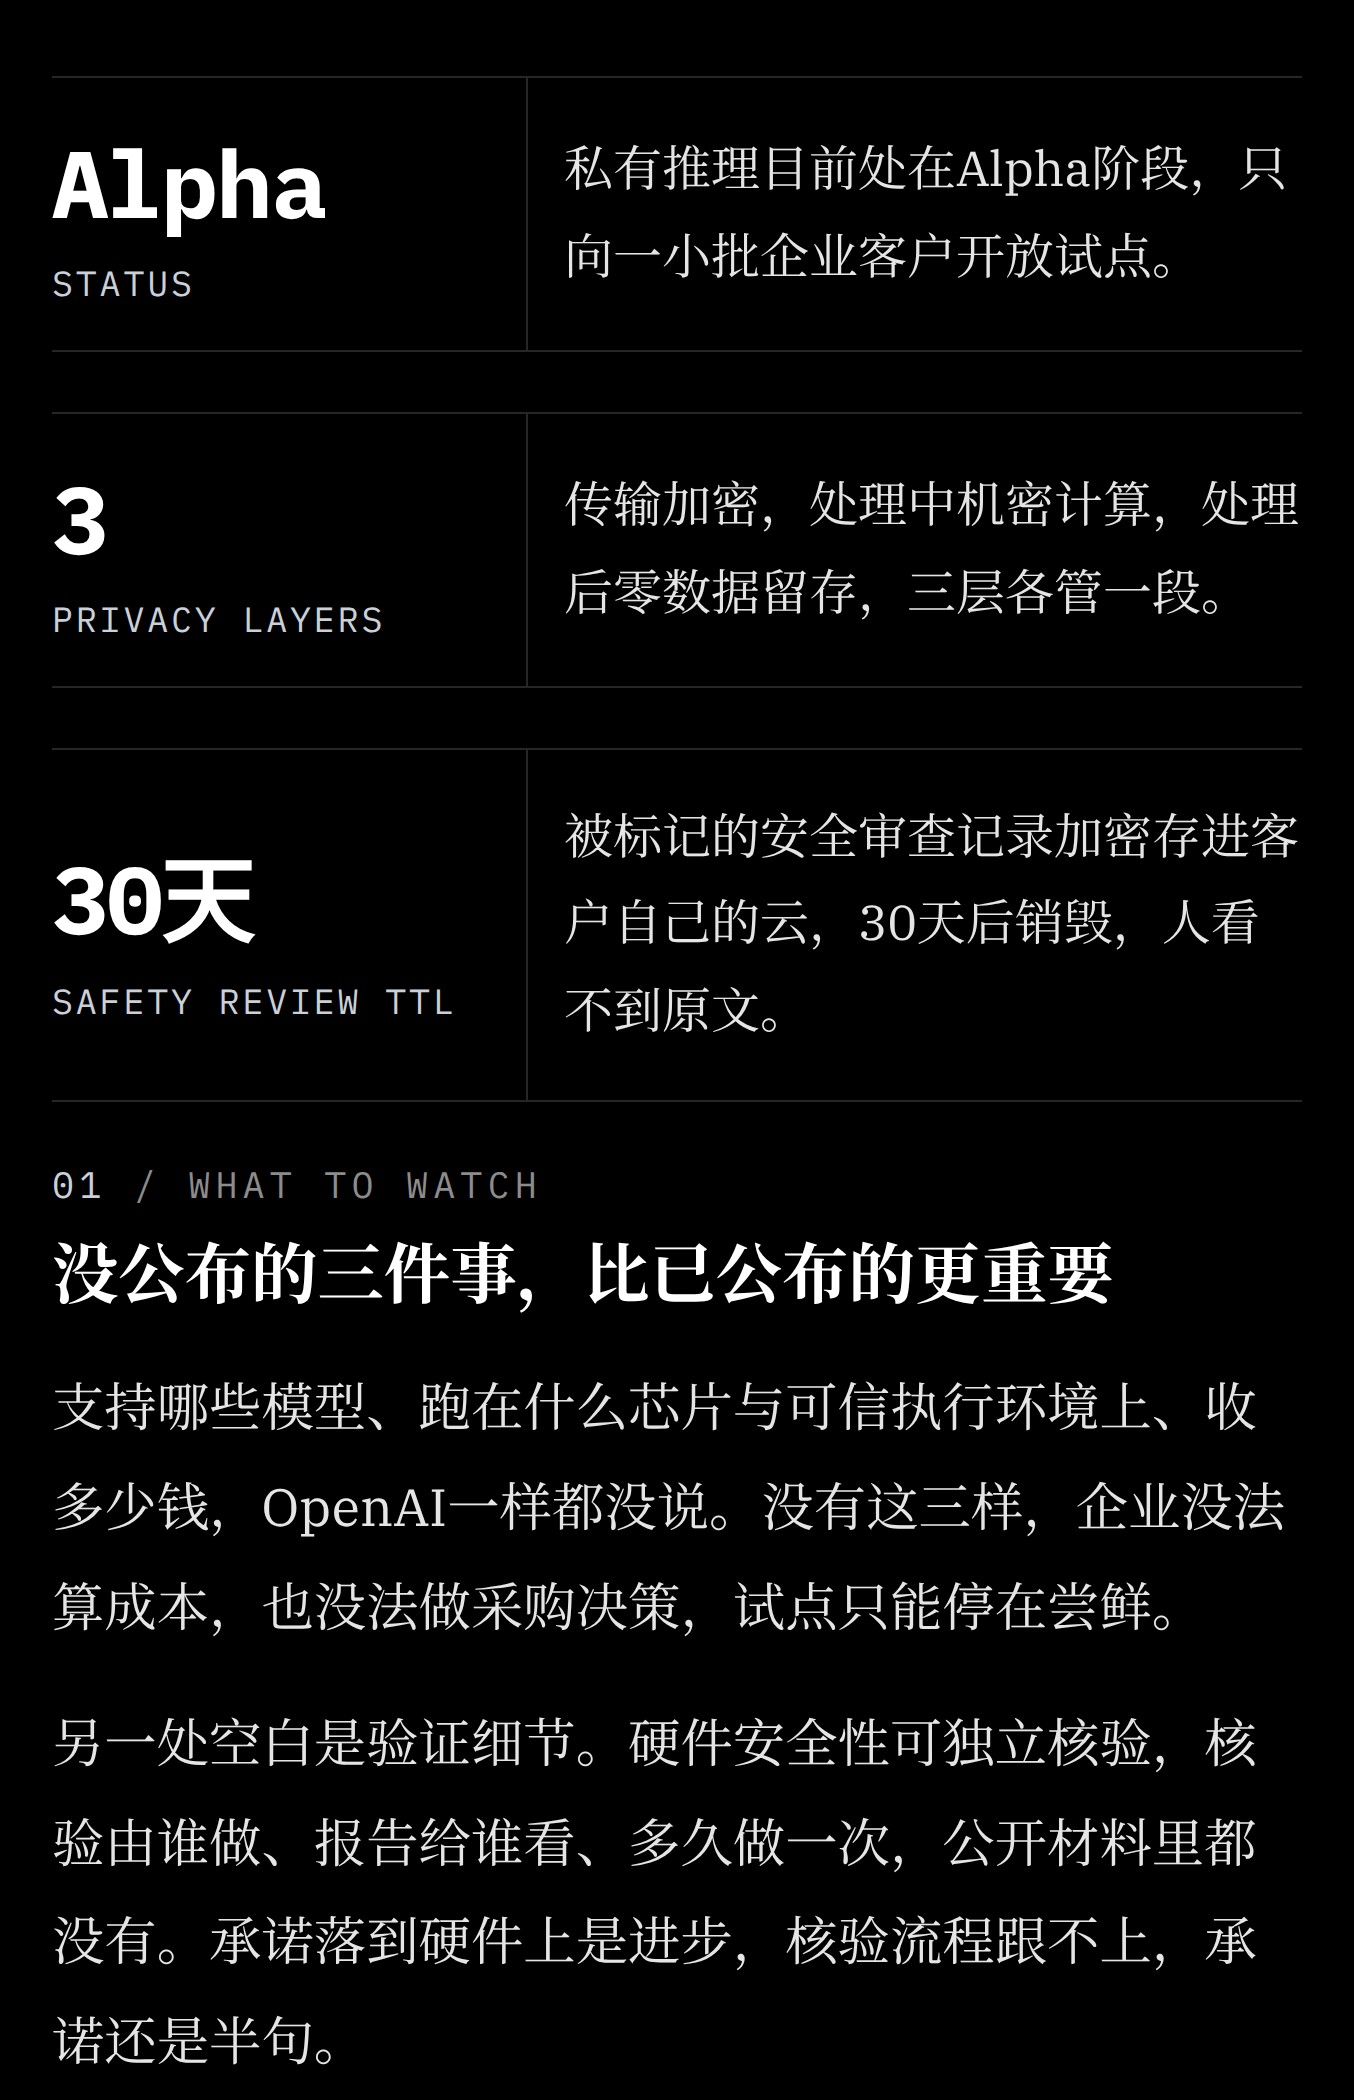 Alpha
STATUS
私有推理目前处在Alpha阶段，只
向一小批企业客户开放试点。
3
PRIVACY LAYERS
传输加密，处理中机密计算，处理
后零数据留存，三层各管一段。
30天
SAFETY REVIEW TTL
被标记的安全审查记录加密存进客
户自己的云，30天后销毁，人看
不到原文。
01 / WHAT TO WATCH
没公布的三件事，比已公布的更重要
支持哪些模型、跑在什么芯片与可信执行环境上、收
多少钱，OpenAI一样都没说。没有这三样，企业没法
算成本，也没法做采购决策，试点只能停在尝鲜。
另一处空白是验证细节。硬件安全性可独立核验，核
验由谁做、报告给谁看、多久做一次，公开材料里都
没有。承诺落到硬件上是进步，核验流程跟不上，承
诺还是半句。